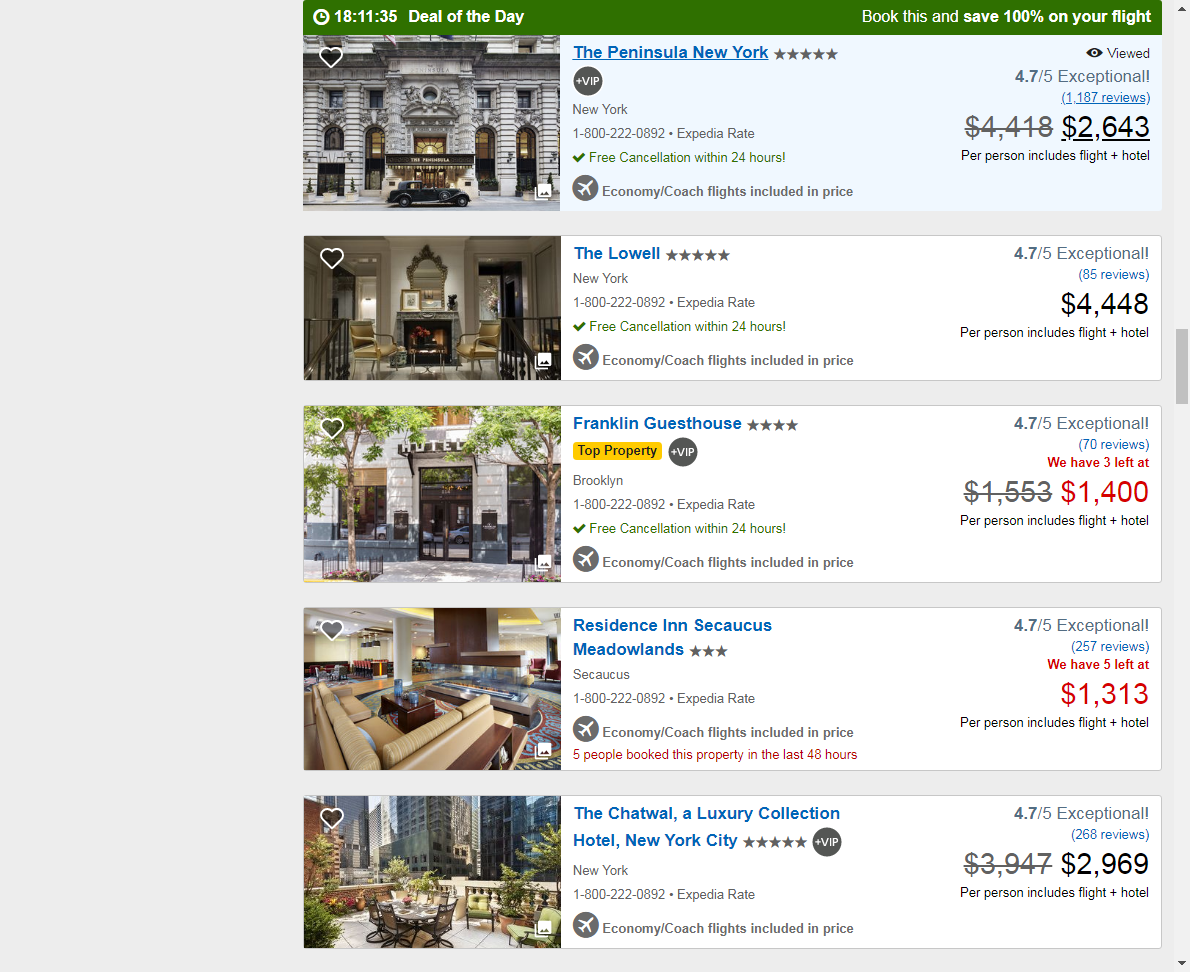 18:11:35 Deal of the Day Book this and save 100% on your flight
The Peninsula New York
Viewed
+VIP
4.7/5 Exceptional!
(1,187 reviews)
New York
$4,418 $2,643
1-800-222-0892 • Expedia Rate
Per person includes flight + hotel
Free Cancellation within 24 hours!
Economy/Coach flights included in price
THE PENINSULA
The Lowell
4.7/5 Exceptional!
(85 reviews)
New York
$4,448
1-800-222-0892 • Expedia Rate
Per person includes flight + hotel
Free Cancellation within 24 hours!
Economy/Coach flights included in price
HOTEL
Franklin Guesthouse
4.7/5 Exceptional!
Top Property +VIP
(70 reviews)
We have 3 left at
Brooklyn
$1,553 $1,400
1-800-222-0892 • Expedia Rate
Per person includes flight + hotel
Free Cancellation within 24 hours!
Economy/Coach flights included in price
Residence Inn Secaucus
Meadowlands
4.7/5 Exceptional!
(257 reviews)
We have 5 left at
Secaucus
$1,313
1-800-222-0892 • Expedia Rate
Per person includes flight + hotel
Economy/Coach flights included in price
5 people booked this property in the last 48 hours
The Chatwal, a Luxury Collection
Hotel, New York City +VIP
4.7/5 Exceptional!
(268 reviews)
New York
$3,947 $2,969
1-800-222-0892 • Expedia Rate
Per person includes flight + hotel
Economy/Coach flights included in price